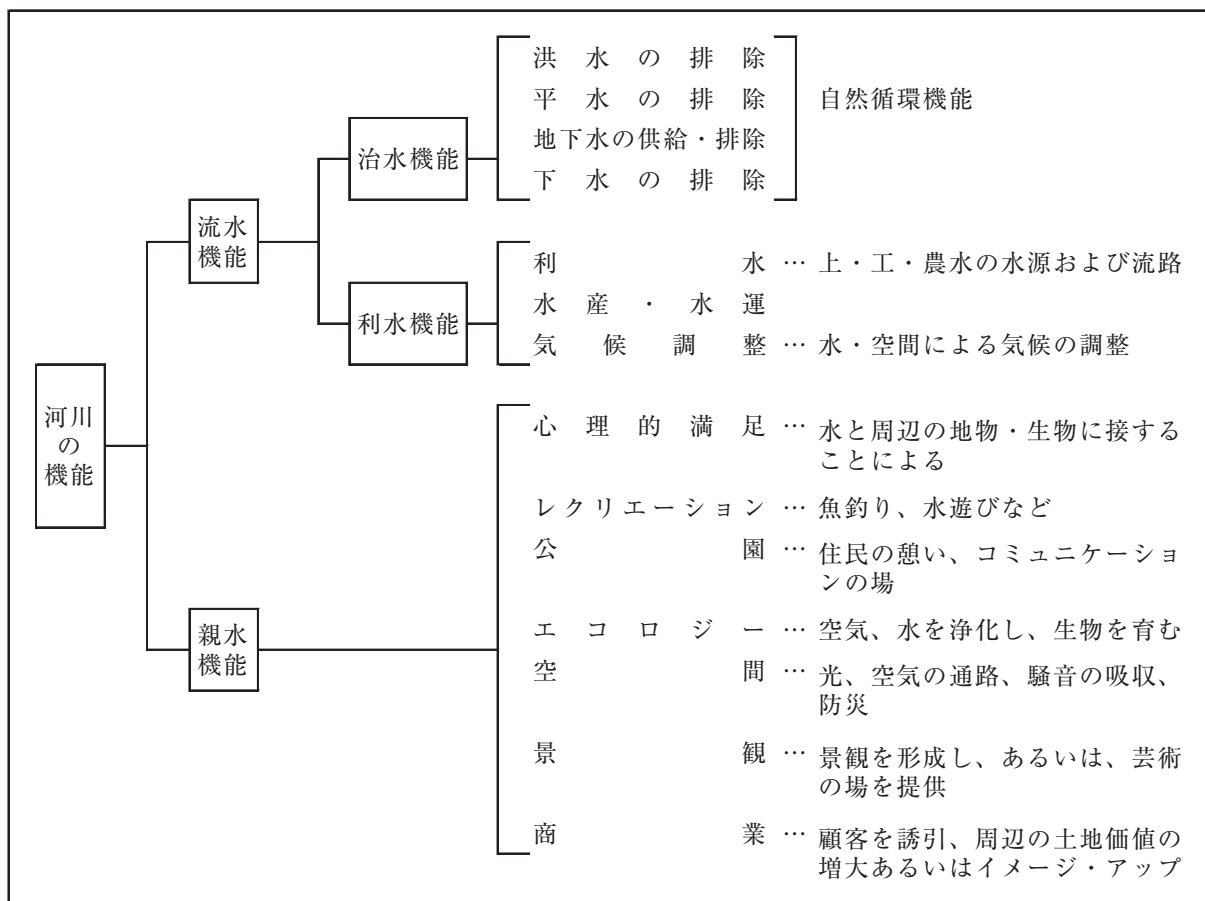 河川
の
機能
流水
機能
治水機能
洪水の排除
平水の排除
地下水の供給・排除
下水の排除
自然循環機能
利水機能
利水 … 上・工・農水の水源および流路
水産・水運
気候調整 … 水・空間による気候の調整
親水
機能
心理的満足 … 水と周辺の地物・生物に接する
ことによる
レクリエーション … 魚釣り、水遊びなど
公園 … 住民の憩い、コミュニケーショ
ンの場
エコロジー … 空気、水を浄化し、生物を育む
空間 … 光、空気の通路、騒音の吸収、
防災
景観 … 景観を形成し、あるいは、芸術
の場を提供
商業 … 顧客を誘引、周辺の土地価値の
増大あるいはイメージ・アップ